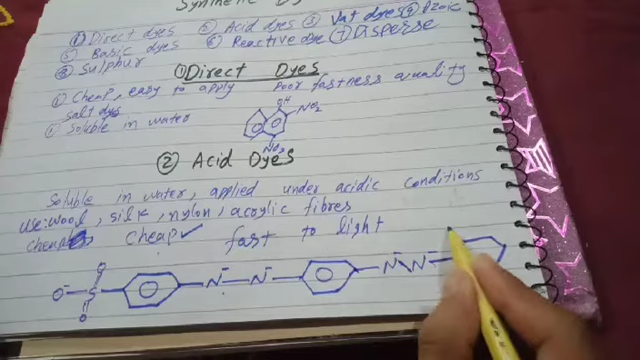 Synthetic
① Direct dyes ② Acid dyes ③ Vat dyes ④ Azoic
⑤ Basic dyes ⑥ Reactive dye ⑦ Disperse
⑧ Sulphur
① Direct Dyes
Cheap, easy to apply Poor fastness quality
salt dyes
Soluble in water
OH
NO2
NO2
② Acid Dyes
Soluble in water, applied under acidic conditions
use: wool, silk, nylon, acrylic fibres
cheap ✓ fast to light
O
O⁻ S N N N N
O